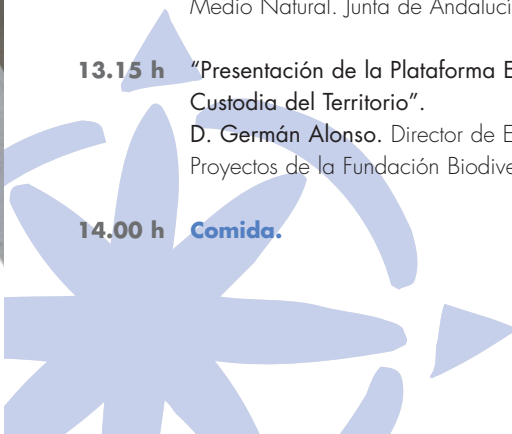 Medio Natural. Junta de Andalucí
13.15 h "Presentación de la Plataforma E
Custodia del Territorio".
D. Germán Alonso. Director de E
Proyectos de la Fundación Biodive
14.00 h Comida.